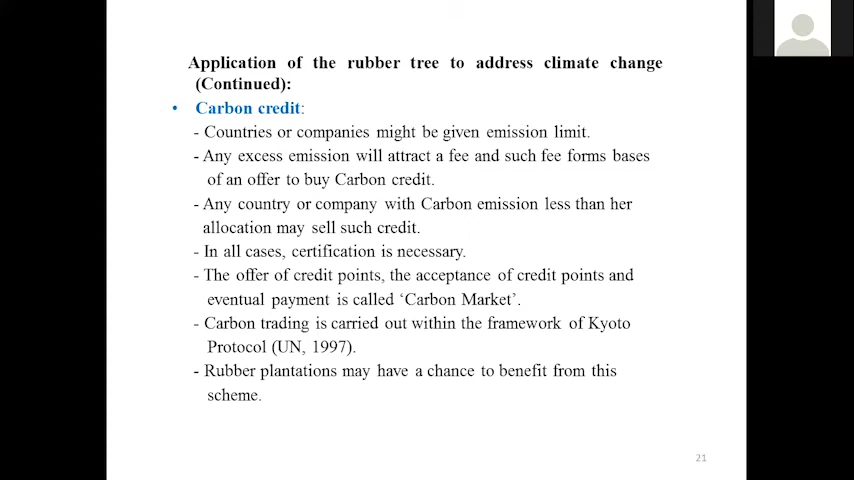 Application of the rubber tree to address climate change
(Continued):
• Carbon credit:
- Countries or companies might be given emission limit.
- Any excess emission will attract a fee and such fee forms bases
of an offer to buy Carbon credit.
- Any country or company with Carbon emission less than her
allocation may sell such credit.
- In all cases, certification is necessary.
- The offer of credit points, the acceptance of credit points and
eventual payment is called ‘Carbon Market’.
- Carbon trading is carried out within the framework of Kyoto
Protocol (UN, 1997).
- Rubber plantations may have a chance to benefit from this
scheme.
21